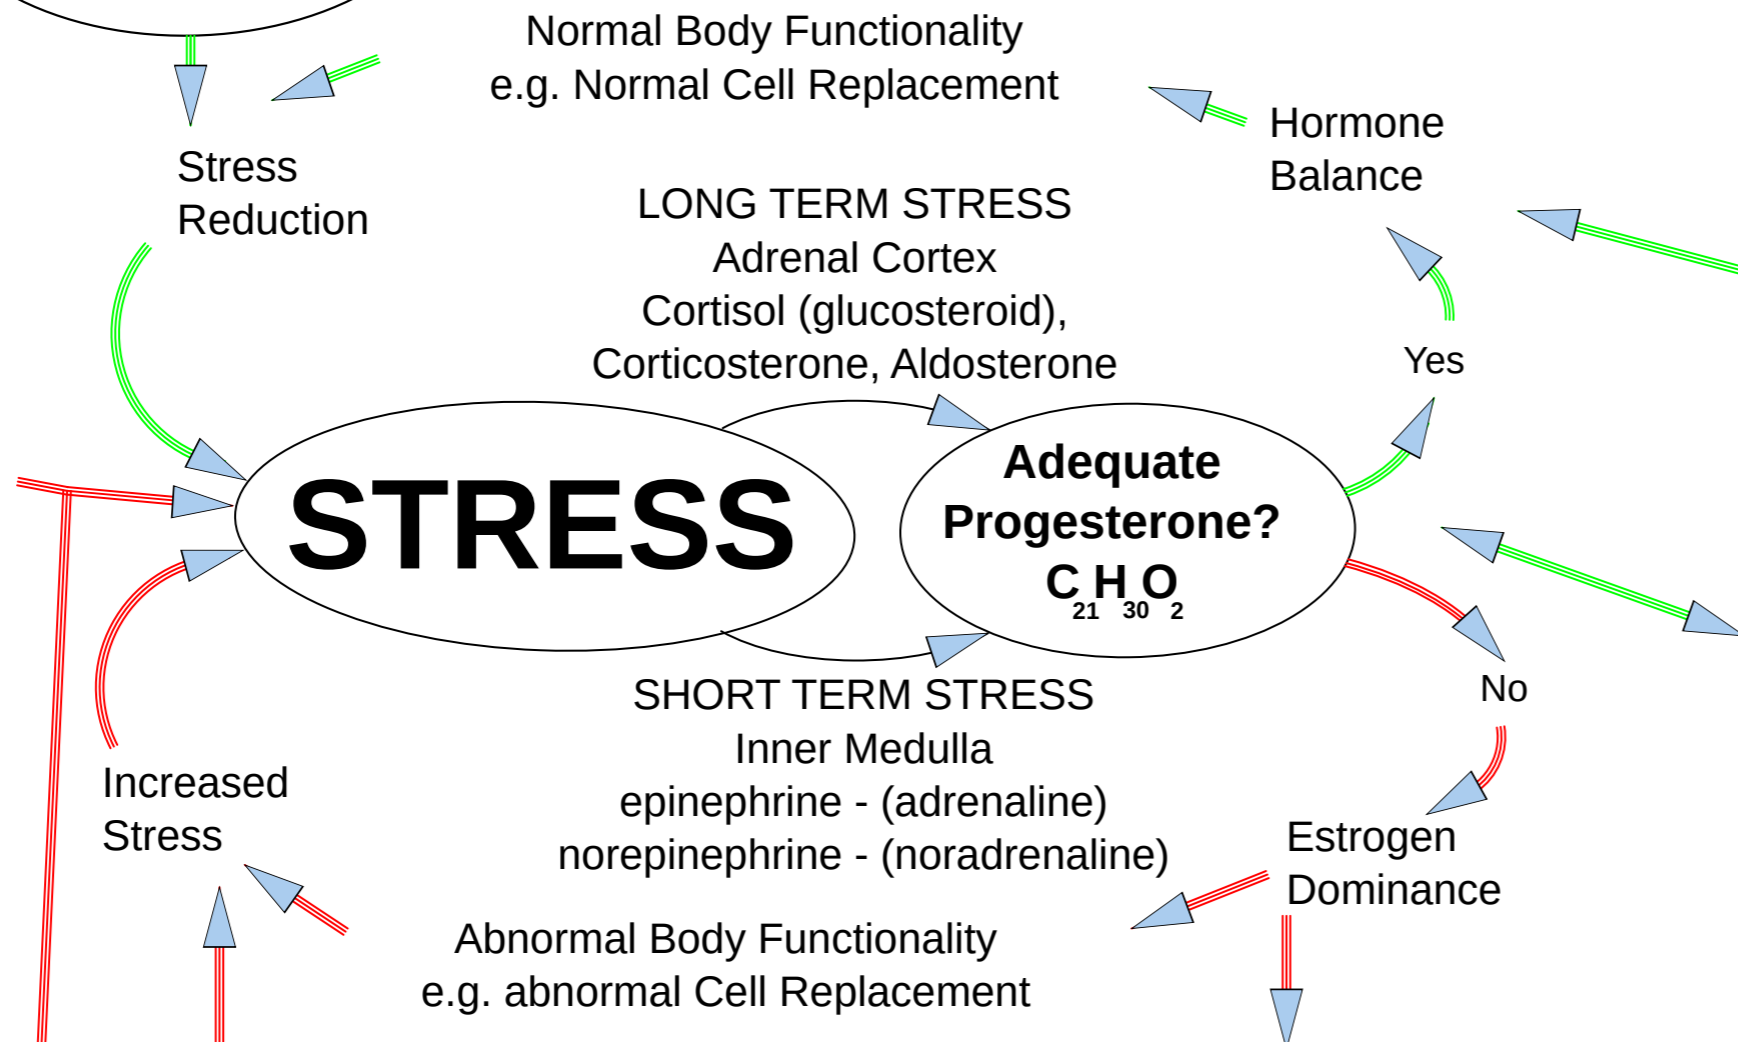 Normal Body Functionality
e.g. Normal Cell Replacement
Hormone
Balance
Stress
Reduction
LONG TERM STRESS
Adrenal Cortex
Cortisol (glucosteroid),
Corticosterone, Aldosterone
Yes
STRESS
Adequate
Progesterone?
C21H30O2
SHORT TERM STRESS
Inner Medulla
epinephrine - (adrenaline)
norepinephrine - (noradrenaline)
No
Increased
Stress
Estrogen
Dominance
Abnormal Body Functionality
e.g. abnormal Cell Replacement